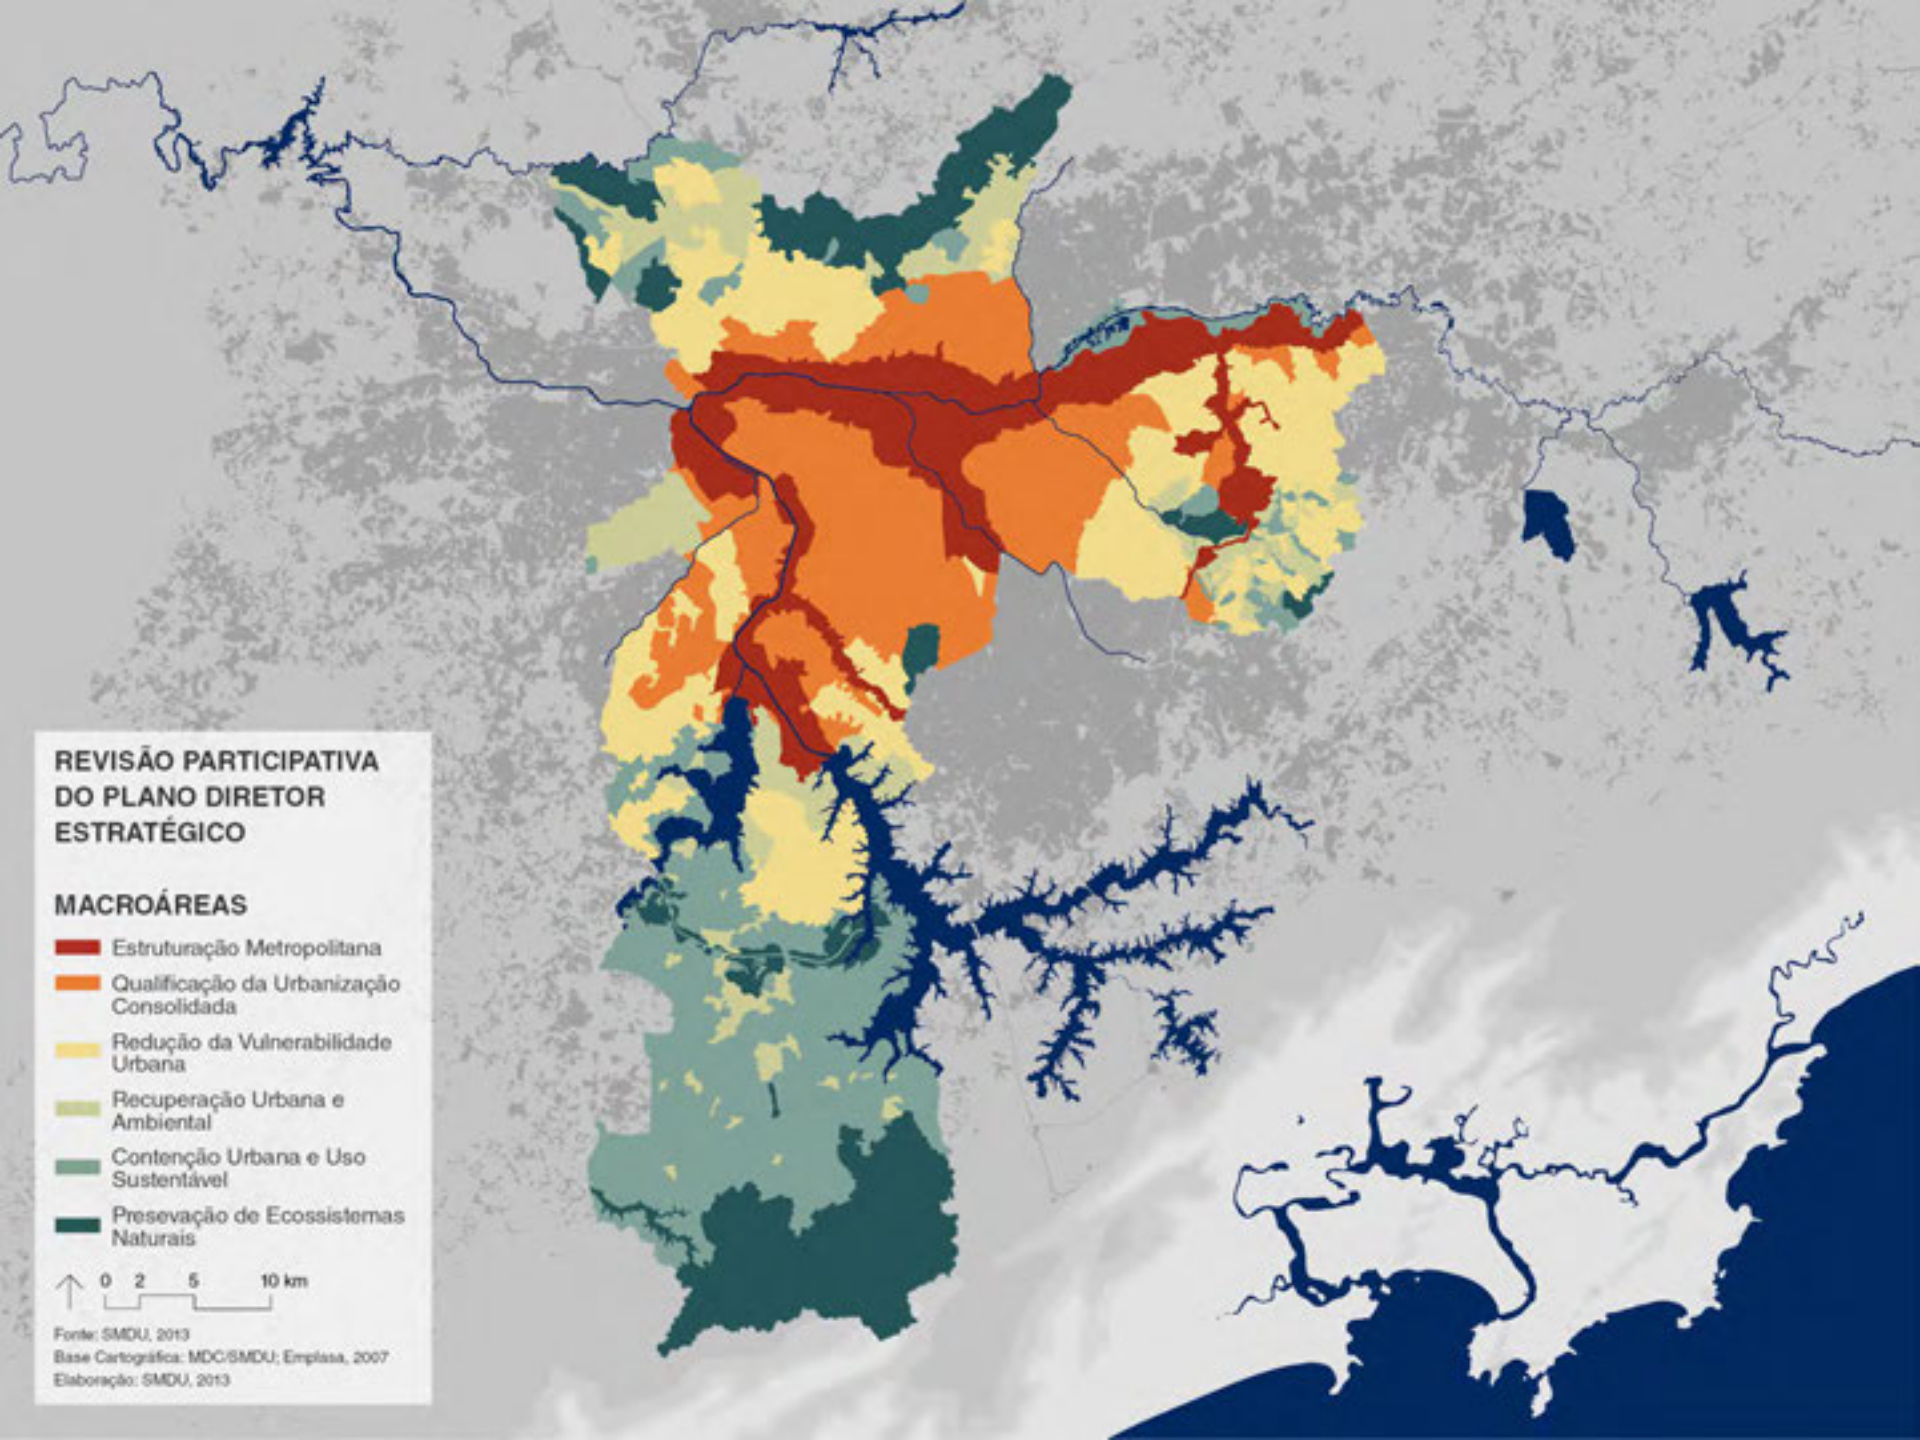 REVISÃO PARTICIPATIVA
DO PLANO DIRETOR
ESTRATÉGICO
MACROÁREAS
Estruturação Metropolitana
Qualificação da Urbanização
Consolidada
Redução da Vulnerabilidade
Urbana
Recuperação Urbana e
Ambiental
Contenção Urbana e Uso
Sustentável
Presevação de Ecossistemas
Naturais
0 2 5 10 km
Fonte: SMDU, 2013
Base Cartográfica: MDC/SMDU; Emplasa, 2007
Elaboração: SMDU, 2013